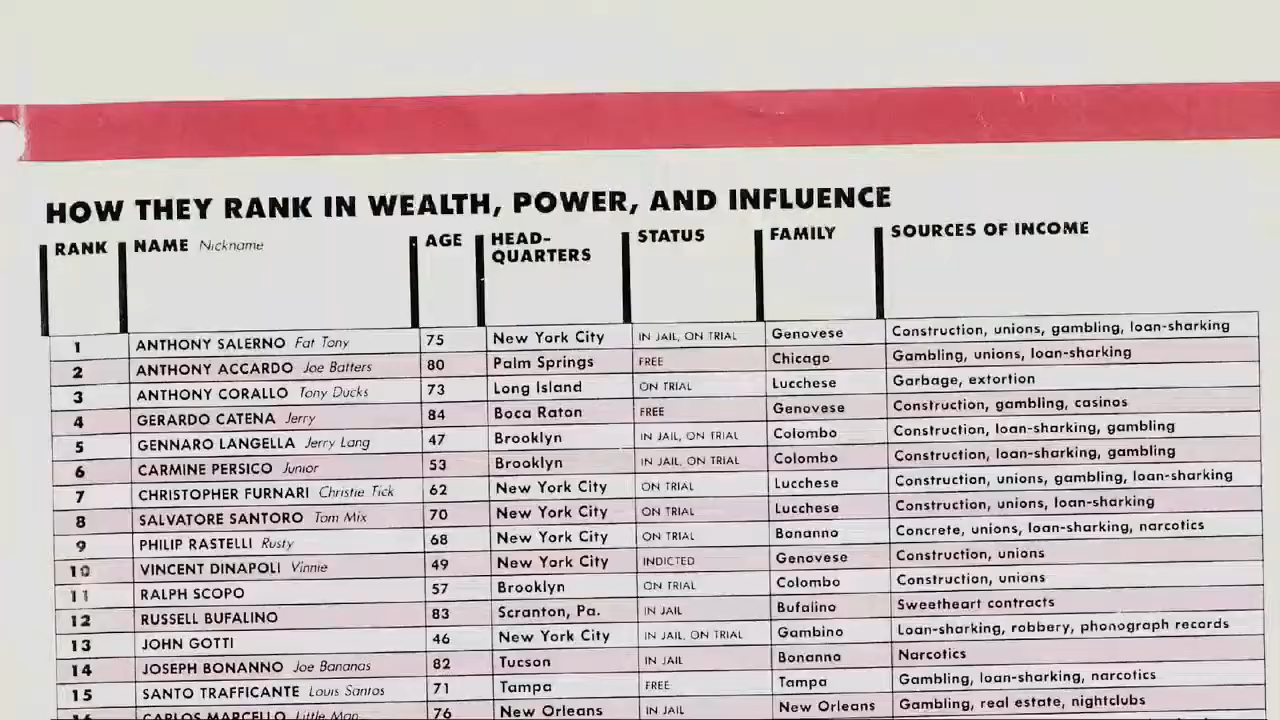 HOW THEY RANK IN WEALTH, POWER, AND INFLUENCE
RANK NAME Nickname AGE HEAD-QUARTERS STATUS FAMILY SOURCES OF INCOME
1 ANTHONY SALERNO Fat Tony 75 New York City IN JAIL, ON TRIAL Genovese Construction, unions, gambling, loan-sharking
2 ANTHONY ACCARDO Joe Batters 80 Palm Springs FREE Chicago Gambling, unions, loan-sharking
3 ANTHONY CORALLO Tony Ducks 73 Long Island ON TRIAL Lucchese Garbage, extortion
4 GERARDO CATENA Jerry 84 Boca Raton FREE Genovese Construction, gambling, casinos
5 GENNARO LANGELLA Jerry Lang 47 Brooklyn IN JAIL, ON TRIAL Colombo Construction, loan-sharking, gambling
6 CARMINE PERSICO Junior 53 Brooklyn IN JAIL, ON TRIAL Colombo Construction, loan-sharking, gambling
7 CHRISTOPHER FURNARI Christie Tick 62 New York City ON TRIAL Lucchese Construction, unions, gambling, loan-sharking
8 SALVATORE SANTORO Tom Mix 70 New York City ON TRIAL Lucchese Construction, unions, loan-sharking
9 PHILIP RASTELLI Rusty 68 New York City ON TRIAL Bonanno Concrete, unions, loan-sharking, narcotics
10 VINCENT DINAPOLI Vinnie 49 New York City INDICTED Genovese Construction, unions
11 RALPH SCOPO 57 Brooklyn ON TRIAL Colombo Construction, unions
12 RUSSELL BUFALINO 83 Scranton, Pa. IN JAIL Bufalino Sweetheart contracts
13 JOHN GOTTI 46 New York City IN JAIL, ON TRIAL Gambino Loan-sharking, robbery, phonograph records
14 JOSEPH BONANNO Joe Bananas 82 Tucson IN JAIL Bonanno Narcotics
15 SANTO TRAFFICANTE Louis Santos 71 Tampa FREE Tampa Gambling, loan-sharking, narcotics
16 CARLOS MARCELLO Little Man 76 New Orleans IN JAIL New Orleans Gambling, real estate, nightclubs